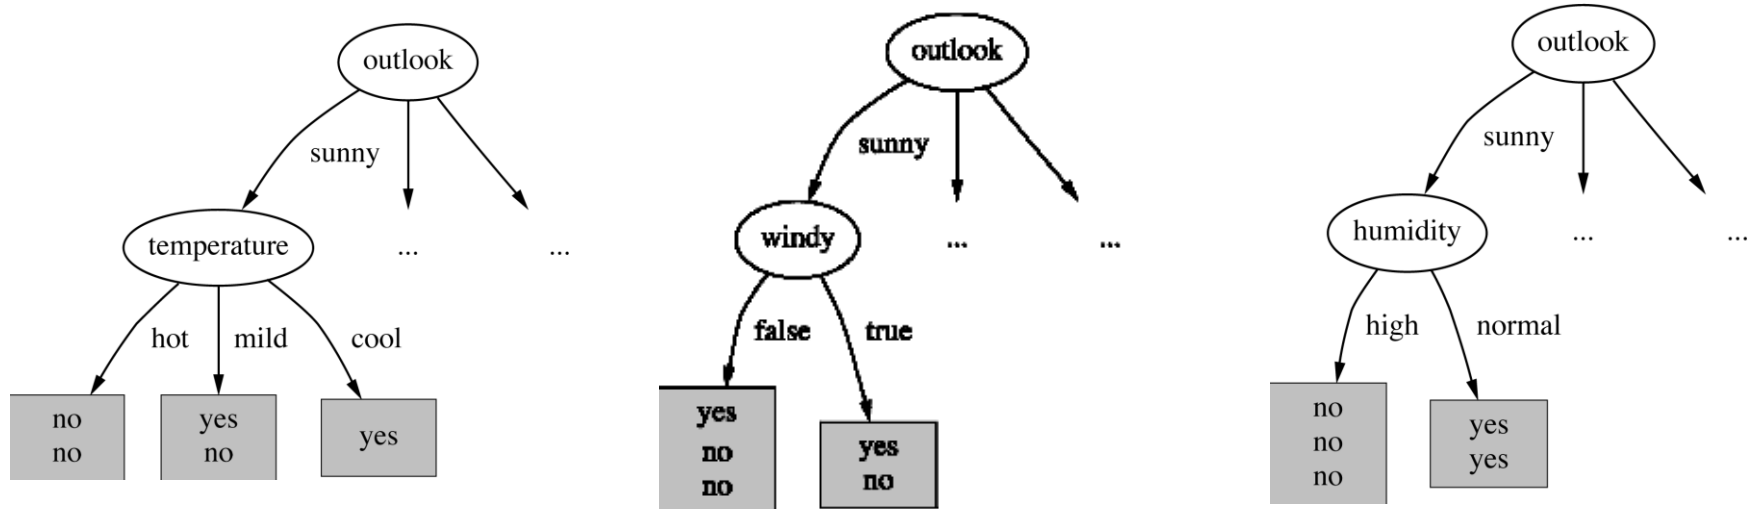 outlook
sunny
temperature
...
...
hot
mild
cool
no
no
yes
no
yes
outlook
sunny
windy
...
...
false
true
yes
no
no
yes
no
outlook
sunny
humidity
...
...
high
normal
no
no
no
yes
yes